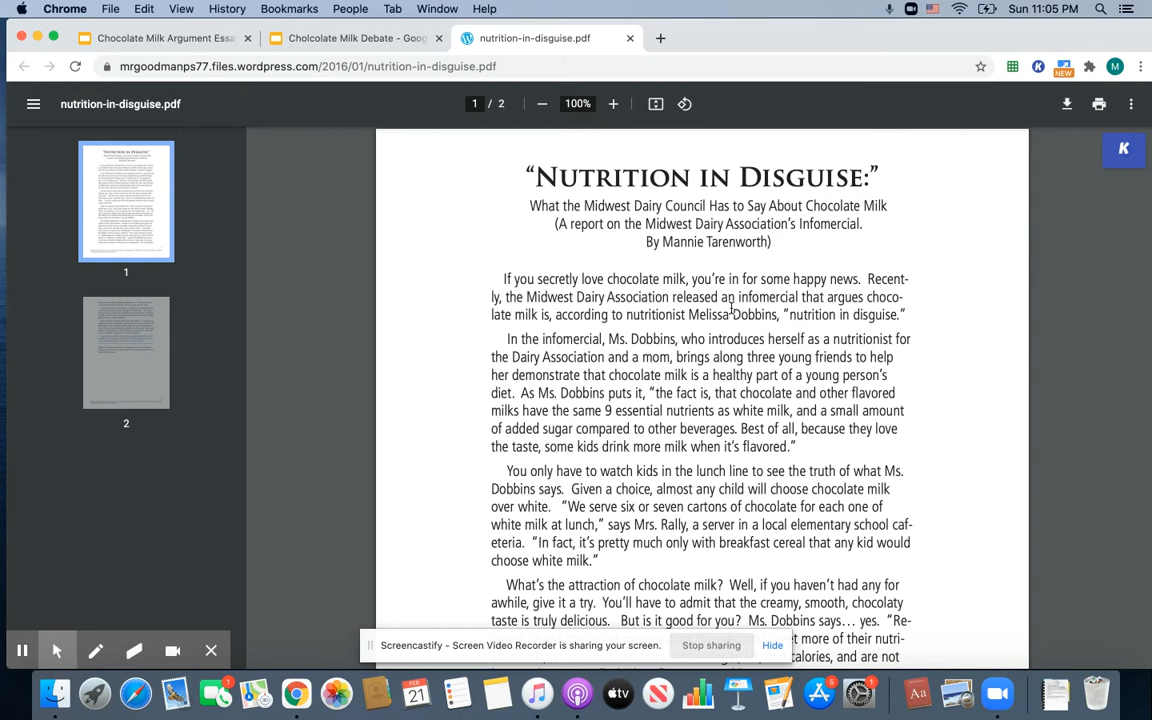 Chrome File Edit View History Bookmarks People Tab Window Help Sun 11:05 PM
Chocolate Milk Argument Essa Cholcolate Milk Debate - Goog nutrition-in-disguise.pdf
mrgoodmanps77.files.wordpress.com/2016/01/nutrition-in-disguise.pdf K NEW M
nutrition-in-disguise.pdf 1 / 2 100%
K
1
2
“NUTRITION IN DISGUISE:”
What the Midwest Dairy Council Has to Say About Chocolate Milk
(A report on the Midwest Dairy Association’s Infomercial.
By Mannie Tarenworth)
If you secretly love chocolate milk, you’re in for some happy news. Recent-
ly, the Midwest Dairy Association released an infomercial that argues choco-
late milk is, according to nutritionist Melissa Dobbins, “nutrition in disguise.”
In the infomercial, Ms. Dobbins, who introduces herself as a nutritionist for
the Dairy Association and a mom, brings along three young friends to help
her demonstrate that chocolate milk is a healthy part of a young person’s
diet. As Ms. Dobbins puts it, “the fact is, that chocolate and other flavored
milks have the same 9 essential nutrients as white milk, and a small amount
of added sugar compared to other beverages. Best of all, because they love
the taste, some kids drink more milk when it’s flavored.”
You only have to watch kids in the lunch line to see the truth of what Ms.
Dobbins says. Given a choice, almost any child will choose chocolate milk
over white. “We serve six or seven cartons of chocolate for each one of
white milk at lunch,” says Mrs. Rally, a server in a local elementary school caf-
eteria. “In fact, it’s pretty much only with breakfast cereal that any kid would
choose white milk.”
What’s the attraction of chocolate milk? Well, if you haven’t had any for
awhile, give it a try. You’ll have to admit that the creamy, smooth, chocolaty
taste is truly delicious. But is it good for you? Ms. Dobbins says… yes. “Re-
et more of their nutri-
calories, and are not
Screencastify - Screen Video Recorder is sharing your screen. Stop sharing Hide
1 FEB 21 tv 5 1 Aa